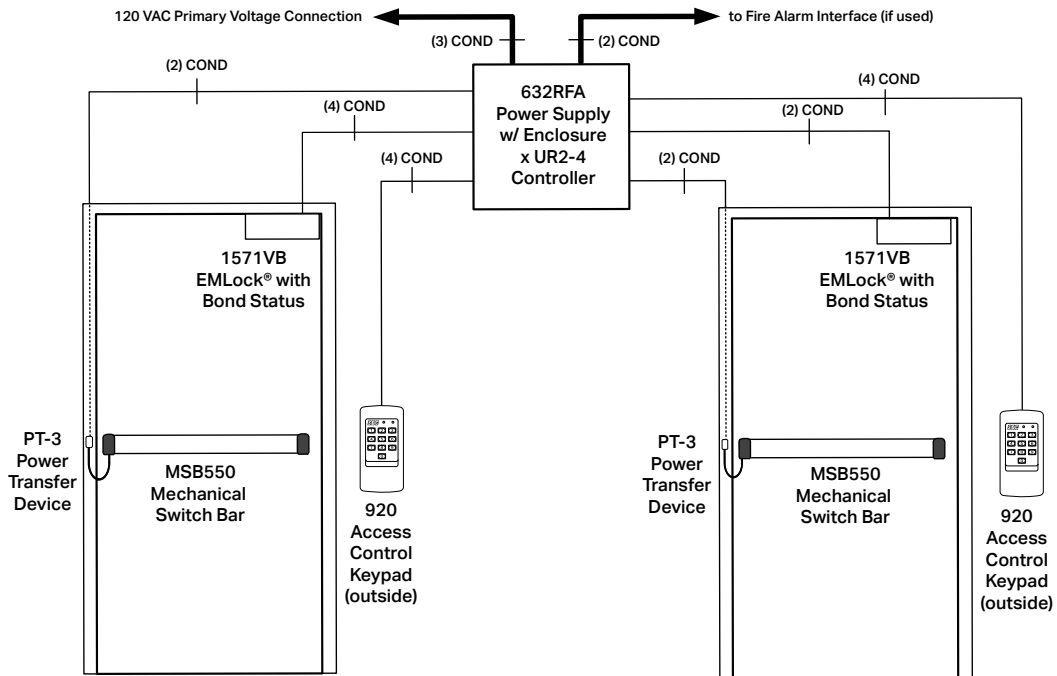 120 VAC Primary Voltage Connection
to Fire Alarm Interface (if used)
(3) COND
(2) COND
(2) COND
(4) COND
(4) COND
632RFA
Power Supply
w/ Enclosure
x UR2-4
Controller
(4) COND
(2) COND
(2) COND
1571VB
EMLock® with
Bond Status
1571VB
EMLock® with
Bond Status
PT-3
Power
Transfer
Device
MSB550
Mechanical
Switch Bar
920
Access
Control
Keypad
(outside)
PT-3
Power
Transfer
Device
MSB550
Mechanical
Switch Bar
920
Access
Control
Keypad
(outside)